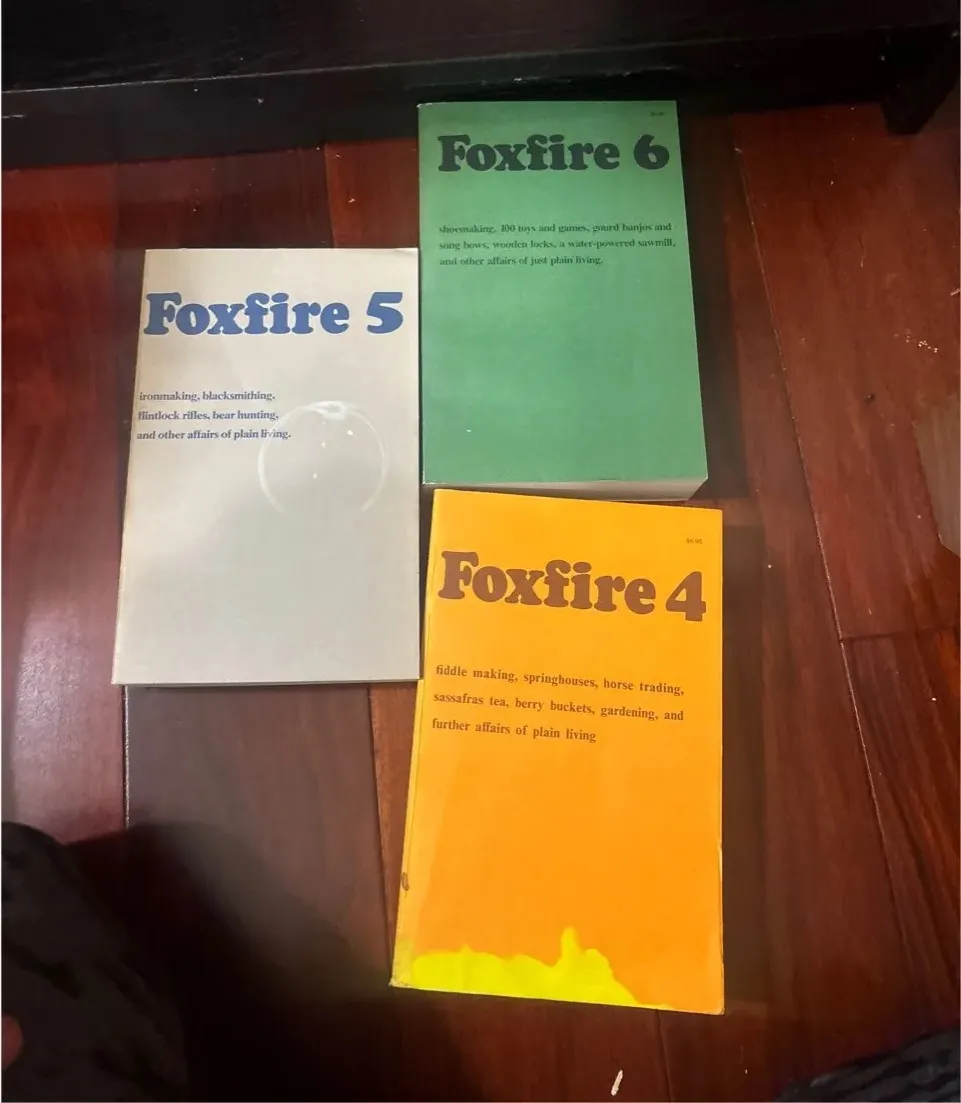 Foxfire 6
shoemaking, 100 toys and games, gourd banjos and
song bows, wooden locks, a water-powered sawmill,
and other affairs of just plain living.
Foxfire 5
ironmaking, blacksmithing,
flintlock rifles, bear hunting,
and other affairs of plain living.
$6.95
Foxfire 4
fiddle making, springhouses, horse trading,
sassafras tea, berry buckets, gardening, and
further affairs of plain living